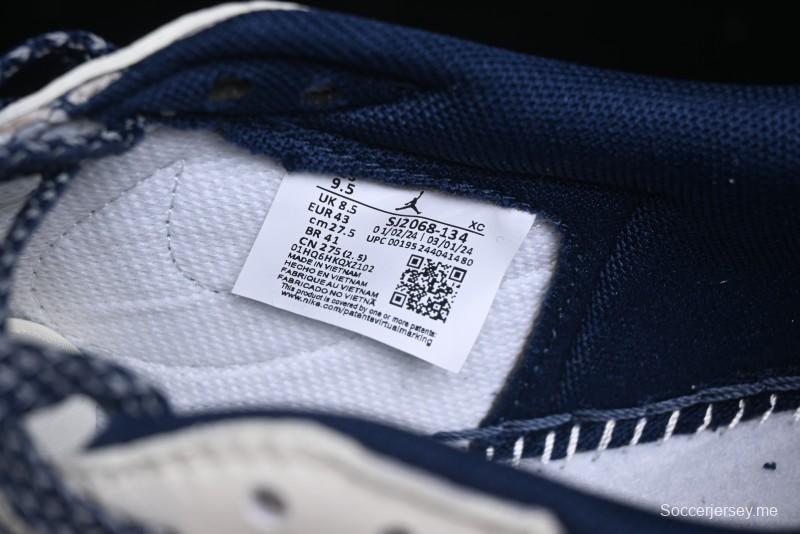 9.5
UK 8.5
EUR 43
cm 27.5
BR 41
CN 275 (2.5)
01HQ6HKQXZ102
MADE IN VIETNAM
HECHO EN VIETNAM
FABRIQUE AU VIETNAM
FABRICADO NO VIETNÃ
This product is covered by one or more patents:
www.nike.com/patentsvirtualmarking
XC
SJ2068-134
01/02/24 | 03/01/24
UPC 00195244041480
Soccerjersey.me